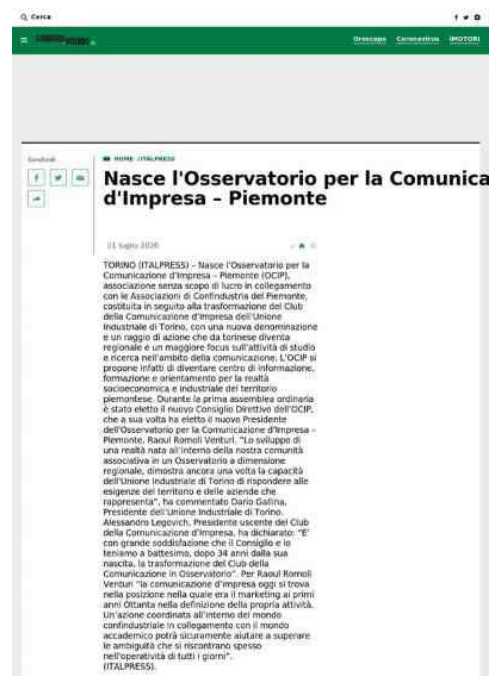 Cerca
Oroscopo Coronavirus IMOTORI
Condividi
HOME /ITALPRESS
Nasce l'Osservatorio per la Comunica
d'Impresa – Piemonte
01 luglio 2020
TORINO (ITALPRESS) – Nasce l'Osservatorio per la
Comunicazione d'Impresa – Piemonte (OCIP),
associazione senza scopo di lucro in collegamento
con le Associazioni di Confindustria del Piemonte,
costituita in seguito alla trasformazione del Club
della Comunicazione d'Impresa dell'Unione
Industriale di Torino, con una nuova denominazione
e un raggio di azione che da torinese diventa
regionale e un maggiore focus sull'attività di studio
e ricerca nell'ambito della comunicazione. L'OCIP si
propone infatti di diventare centro di informazione,
formazione e orientamento per la realtà
socioeconomica e industriale del territorio
piemontese. Durante la prima assemblea ordinaria
è stato eletto il nuovo Consiglio Direttivo dell'OCIP,
che a sua volta ha eletto il nuovo Presidente
dell'Osservatorio per la Comunicazione d'Impresa –
Piemonte, Raoul Romoli Venturi. "Lo sviluppo di
una realtà nata all'interno della nostra comunità
associativa in un Osservatorio a dimensione
regionale, dimostra ancora una volta la capacità
dell'Unione Industriale di Torino di rispondere alle
esigenze del territorio e delle aziende che
rappresenta", ha commentato Dario Gallina,
Presidente dell'Unione Industriale di Torino.
Alessandro Legovich, Presidente uscente del Club
della Comunicazione d'Impresa, ha dichiarato: "E'
con grande soddisfazione che il Consiglio e io
teniamo a battesimo, dopo 34 anni dalla sua
nascita, la trasformazione del Club della
Comunicazione in Osservatorio". Per Raoul Romoli
Venturi "la comunicazione d'impresa oggi si trova
nella posizione nella quale era il marketing ai primi
anni Ottanta nella definizione della propria attività.
Un'azione coordinata all'interno del mondo
confindustriale in collegamento con il mondo
accademico potrà sicuramente aiutare a superare
le ambiguità che si riscontrano spesso
nell'operatività di tutti i giorni".
(ITALPRESS).